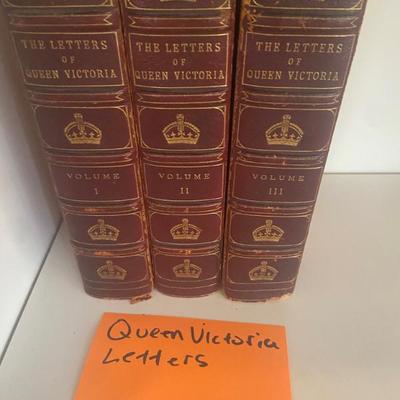 THE LETTERS
OF
QUEEN VICTORIA
VOLUME
I
THE LETTERS
OF
QUEEN VICTORIA
VOLUME
II
THE LETTERS
OF
QUEEN VICTORIA
VOLUME
III
Queen Victoria
Letters